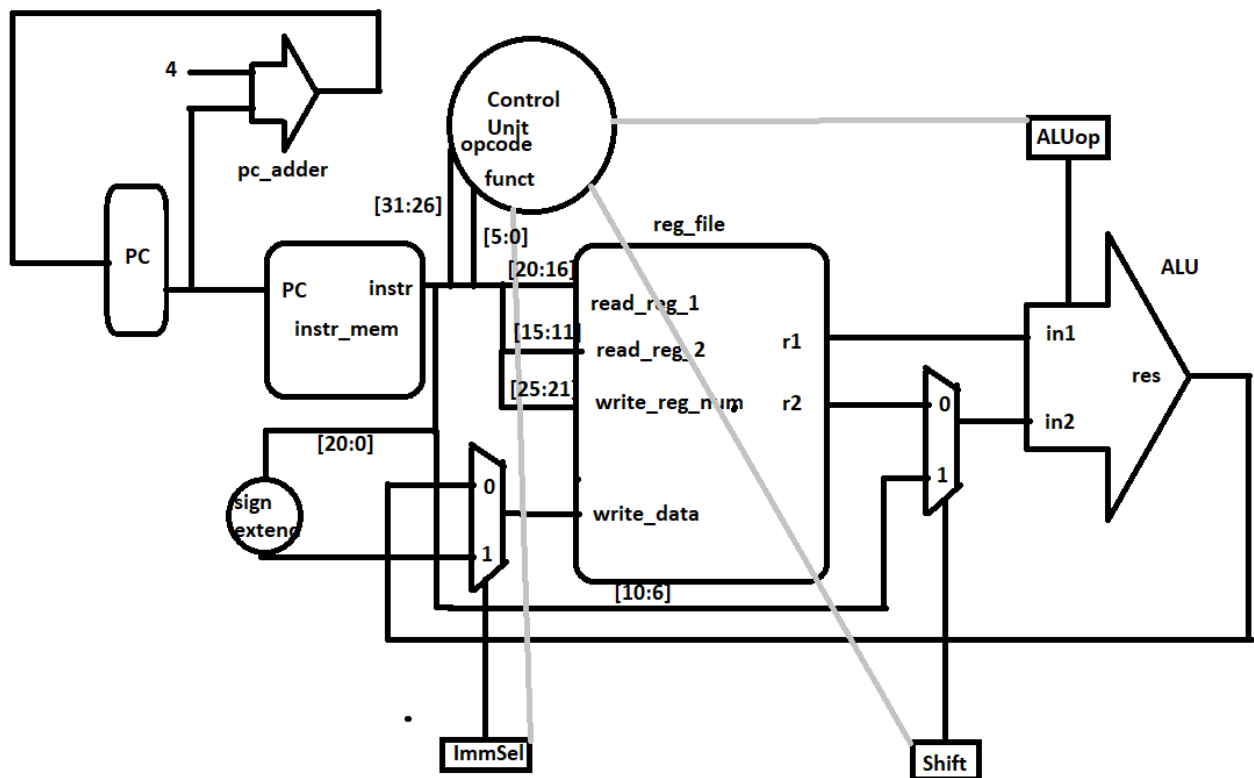 4
pc_adder
Control
Unit
opcode
funct
ALUop
[31:26]
[5:0]
reg_file
PC
PC
instr
instr_mem
[20:16]
read_reg_1
[15:11]
read_reg_2
[25:21]
write_reg_num
r1
r2
ALU
in1
res
in2
0
1
[20:0]
sign
extend
0
1
write_data
[10:6]
ImmSel
Shift